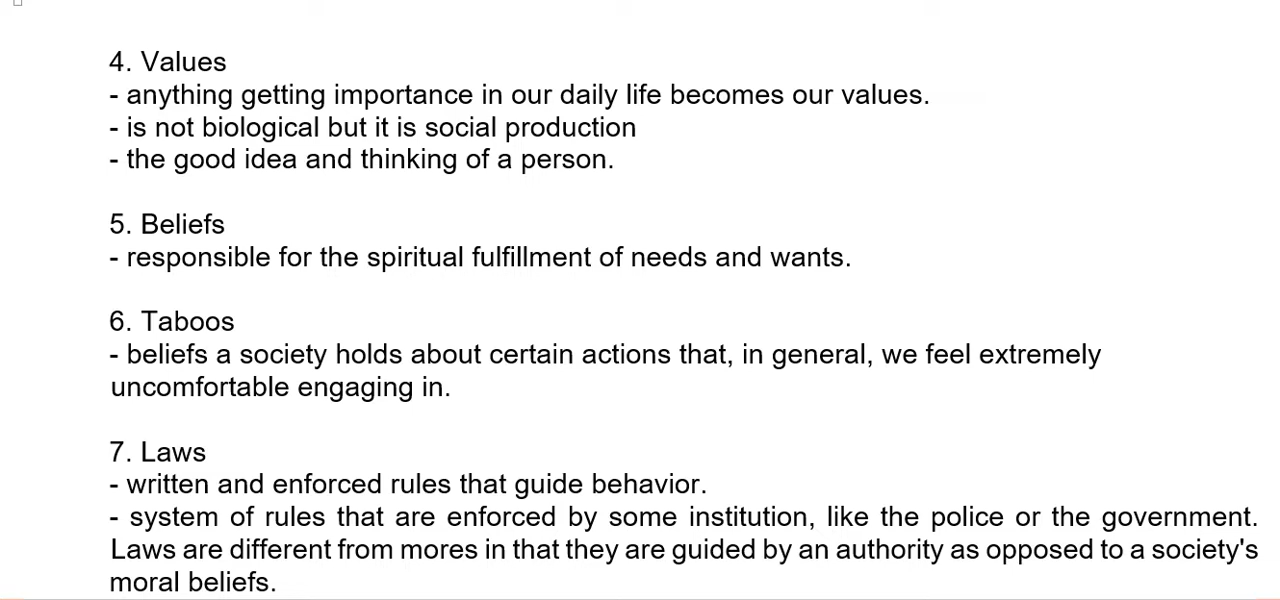 4. Values
- anything getting importance in our daily life becomes our values.
- is not biological but it is social production
- the good idea and thinking of a person.
5. Beliefs
- responsible for the spiritual fulfillment of needs and wants.
6. Taboos
- beliefs a society holds about certain actions that, in general, we feel extremely
uncomfortable engaging in.
7. Laws
- written and enforced rules that guide behavior.
- system of rules that are enforced by some institution, like the police or the government.
Laws are different from mores in that they are guided by an authority as opposed to a society's
moral beliefs.